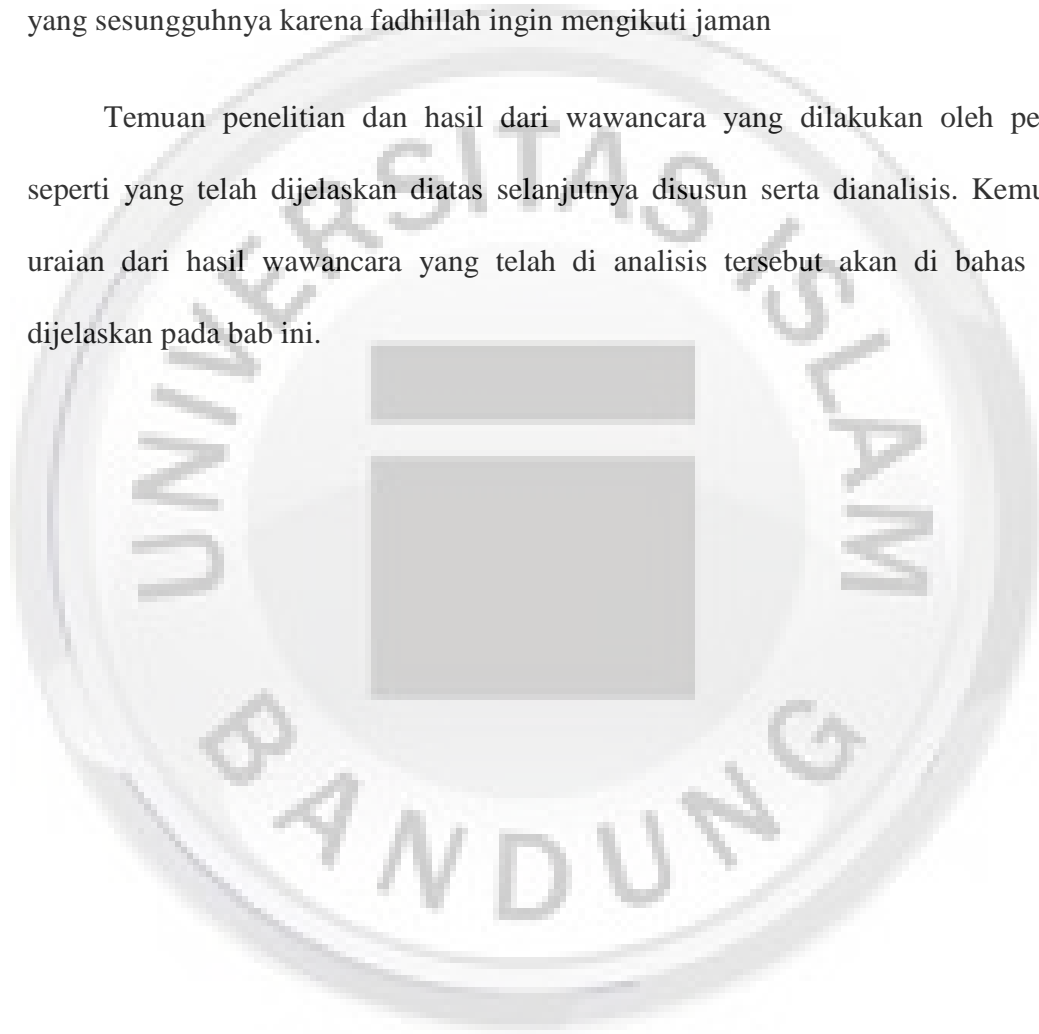 yang sesungguhnya karena fadhillah ingin mengikuti jaman
Temuan penelitian dan hasil dari wawancara yang dilakukan oleh pe
seperti yang telah dijelaskan diatas selanjutnya disusun serta dianalisis. Kemu
uraian dari hasil wawancara yang telah di analisis tersebut akan di bahas
dijelaskan pada bab ini.
UNIVERSITAS ISLAM
BANDUNG